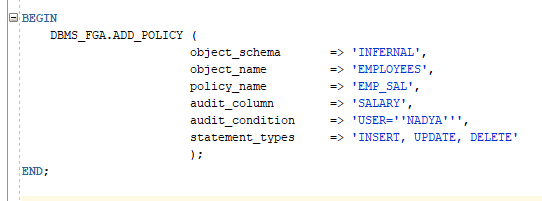 BEGIN
DBMS_FGA.ADD_POLICY (
object_schema => 'INFERNAL',
object_name => 'EMPLOYEES',
policy_name => 'EMP_SAL',
audit_column => 'SALARY',
audit_condition => 'USER=''NADYA''',
statement_types => 'INSERT, UPDATE, DELETE'
);
END;